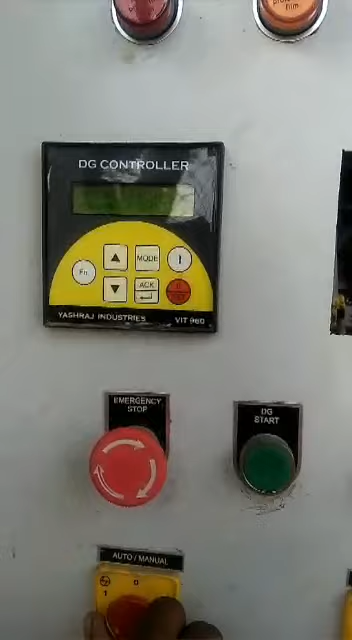 DG CONTROLLER
MODE
I
Fn
ACK
YASHRAJ INDUSTRIES VIT 960
EMERGENCY
STOP
DG
START
AUTO / MANUAL
0
1